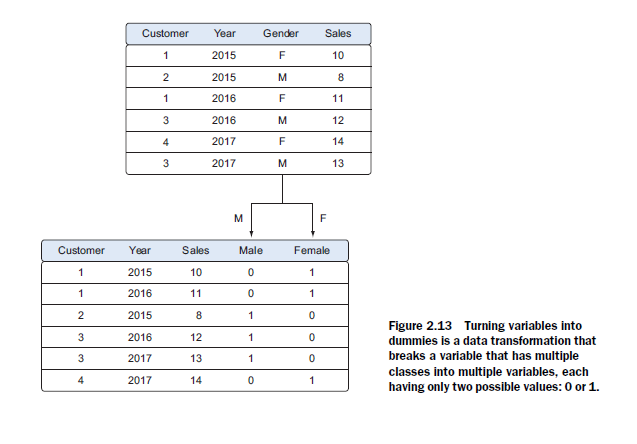 Customer Year Gender Sales
1 2015 F 10
2 2015 M 8
1 2016 F 11
3 2016 M 12
4 2017 F 14
3 2017 M 13
M F
Customer Year Sales Male Female
1 2015 10 0 1
1 2016 11 0 1
2 2015 8 1 0
3 2016 12 1 0
3 2017 13 1 0
4 2017 14 0 1
Figure 2.13 Turning variables into
dummies is a data transformation that
breaks a variable that has multiple
classes into multiple variables, each
having only two possible values: 0 or 1.